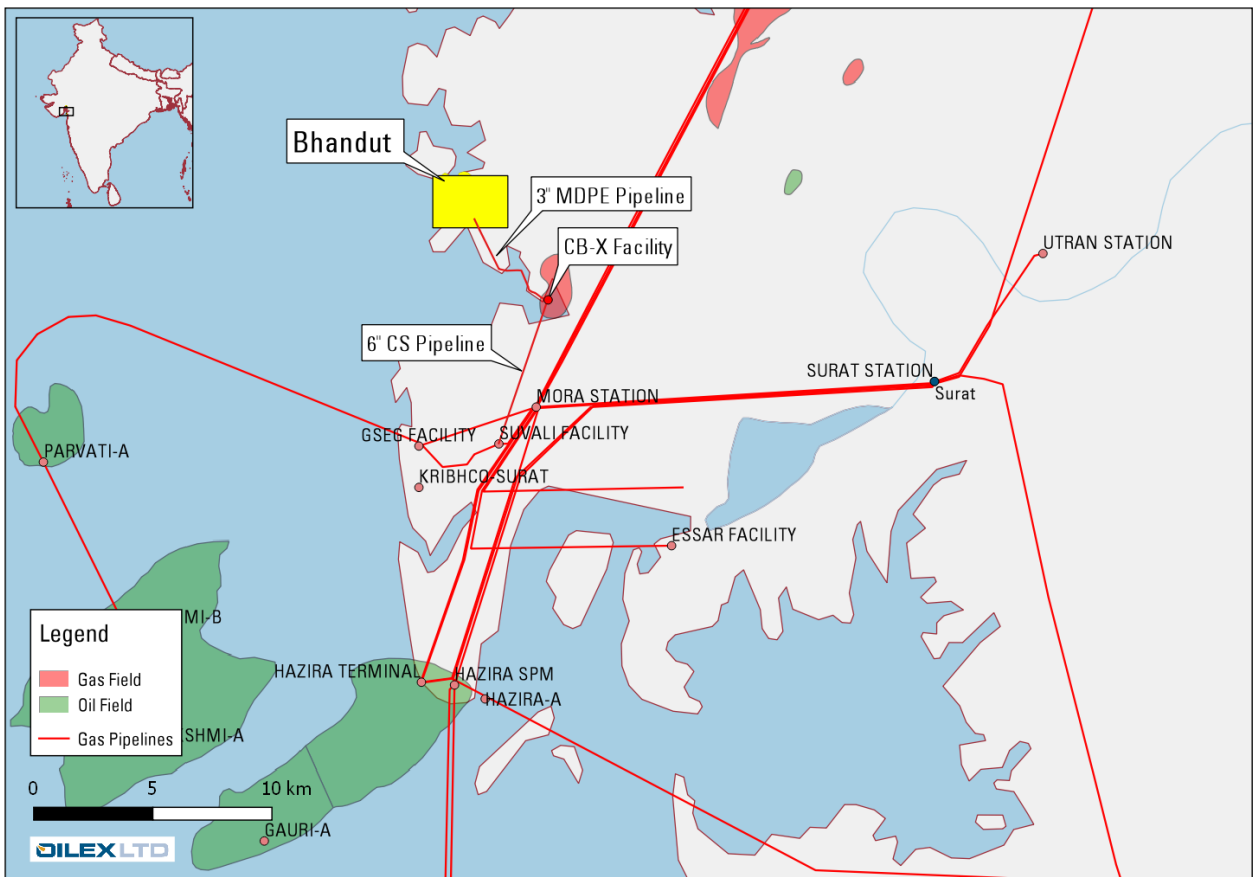 Bhandut
3" MDPE Pipeline
CB-X Facility
UTRAN STATION
6" CS Pipeline
SURAT STATION
Surat
MORA STATION
GSEG FACILITY
SUVALI FACILITY
PARVATI-A
KRIBHCO-SURAT
ESSAR FACILITY
MI-B
Legend
Gas Field
Oil Field
Gas Pipelines
HAZIRA TERMINAL
HAZIRA SPM
HAZIRA-A
SHMI-A
0 5 10 km
GAURI-A
OILEX LTD